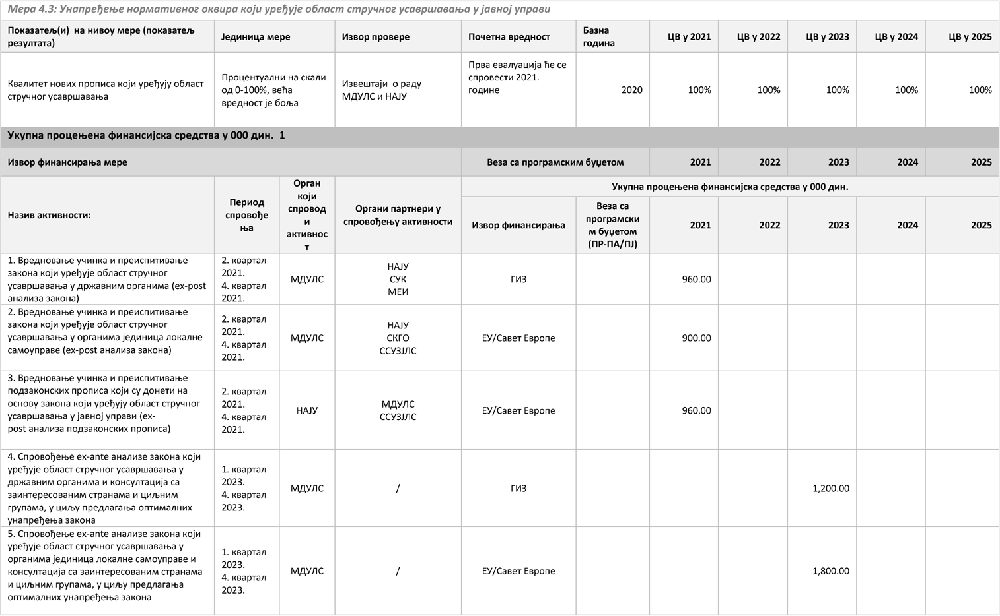 Мера 4.3: Унапређење нормативног оквира који уређује област стручног усавршавања у јавној управи
Показатељ(и) на нивоу мере (показатељ
резултата)
Јединица мере
Извор провере
Почетна вредност
Базна
година
ЦВ у 2021
ЦВ у 2022
ЦВ у 2023
ЦВ у 2024
ЦВ у 2025
Квалитет нових прописа који уређују област
стручног усавршавања
Процентуални на скали
од 0-100%, већа
вредност је боља
Извештаји о раду
МДУЛС и НАЈУ
Прва евалуација ће се
спровести 2021.
године
2020
100%
100%
100%
100%
100%
Укупна процењена финансијска средства у 000 дин. 1
Извор финансирања мере
Веза са програмским буџетом
2021
2022
2023
2024
2025
Назив активности:
Период
спровође
ња
Орган
који
спровод
и
активнос
т
Органи партнери у
спровођењу активности
Укупна процењена финансијска средства у 000 дин.
Извор финансирања
Веза са
програмски
м буџетом
(ПР-ПА/ПЈ)
2021
2022
2023
2024
2025
1. Вредновање учинка и преиспитивање
закона који уређује област стручног
усавршавања у државним органима (ex-post
анализа закона)
2. квартал
2021.
4. квартал
2021.
МДУЛС
НАЈУ
СУК
МЕИ
ГИЗ
960.00
2. Вредновање учинка и преиспитивање
закона који уређује област стручног
усавршавања у органима јединица локалне
самоуправе (ex-post анализа закона)
2. квартал
2021.
4. квартал
2021.
МДУЛС
НАЈУ
СКГО
ССУЗЈЛС
ЕУ/Савет Европе
900.00
3. Вредновање учинка и преиспитивање
подзаконских прописа који су донети на
основу закона који уређују област стручног
усавршавања у јавној управи (ex-
post анализа подзаконских прописа)
2. квартал
2021.
4. квартал
2021.
НАЈУ
МДУЛС
ССУЗЈЛС
ЕУ/Савет Европе
960.00
4. Спровођење ex-ante анализе закона који
уређује област стручног усавршавања у
државним органима и консултација са
заинтересованим странама и циљним
групама, у циљу предлагања оптималних
унапређења закона
1. квартал
2023.
4. квартал
2023.
МДУЛС
/
ГИЗ
1,200.00
5. Спровођење ex-ante анализе закона који
уређује област стручног усавршавања у
органима јединица локалне самоуправе и
консултација са заинтересованим странама
и циљним групама, у циљу предлагања
оптималних унапређења закона
1. квартал
2023.
4. квартал
2023.
МДУЛС
/
ЕУ/Савет Европе
1,800.00